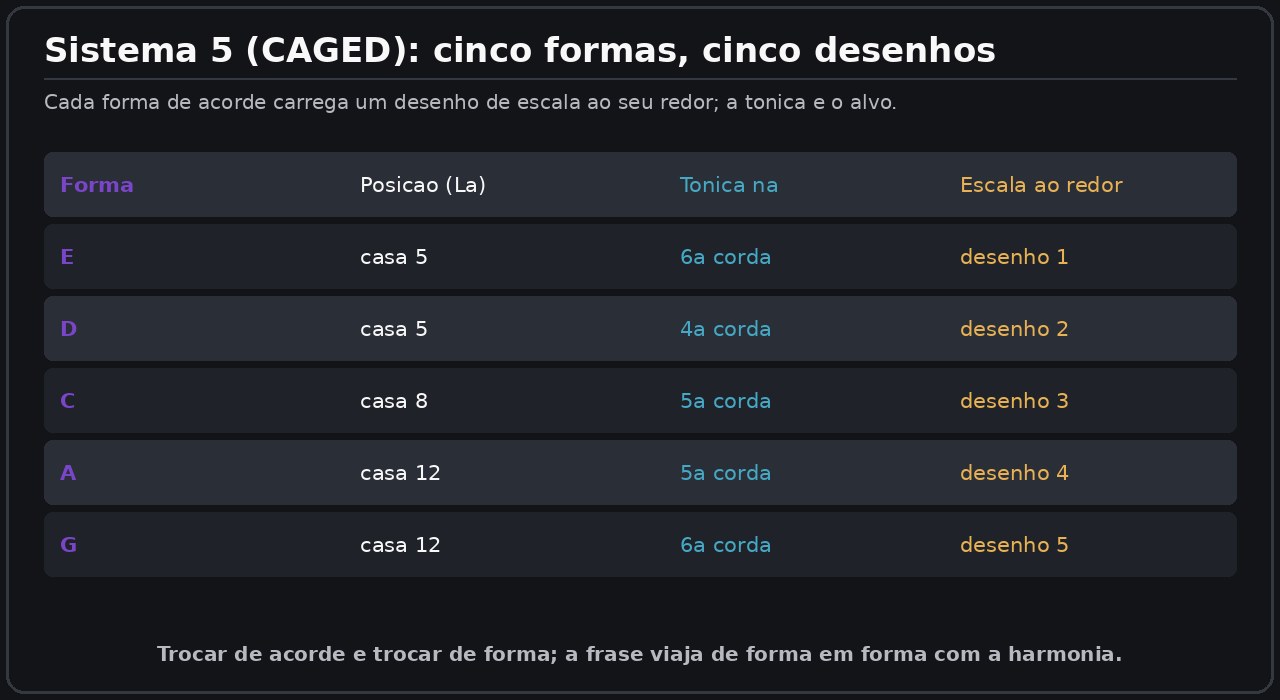 Sistema 5 (CAGED): cinco formas, cinco desenhos
Cada forma de acorde carrega um desenho de escala ao seu redor; a tonica e o alvo.
Forma Posicao (La) Tonica na Escala ao redor
E casa 5 6a corda desenho 1
D casa 5 4a corda desenho 2
C casa 8 5a corda desenho 3
A casa 12 5a corda desenho 4
G casa 12 6a corda desenho 5
Trocar de acorde e trocar de forma; a frase viaja de forma em forma com a harmonia.